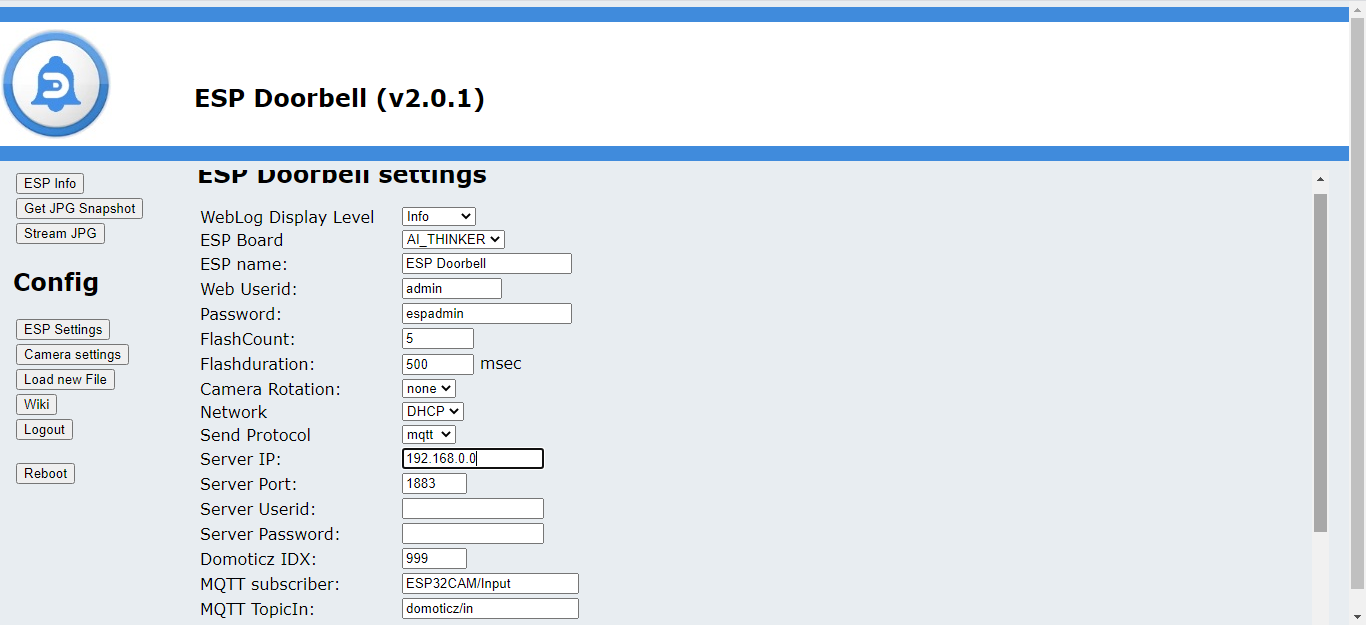 ESP Doorbell (v2.0.1)
ESP Info
Get JPG Snapshot
Stream JPG
Config
ESP Settings
Camera settings
Load new File
Wiki
Logout
Reboot
ESP Doorbell settings
WebLog Display Level Info
ESP Board AI_THINKER
ESP name: ESP Doorbell
Web Userid: admin
Password: espadmin
FlashCount: 5
Flashduration: 500 msec
Camera Rotation: none
Network DHCP
Send Protocol mqtt
Server IP: 192.168.0.0
Server Port: 1883
Server Userid:
Server Password:
Domoticz IDX: 999
MQTT subscriber: ESP32CAM/Input
MQTT TopicIn: domoticz/in